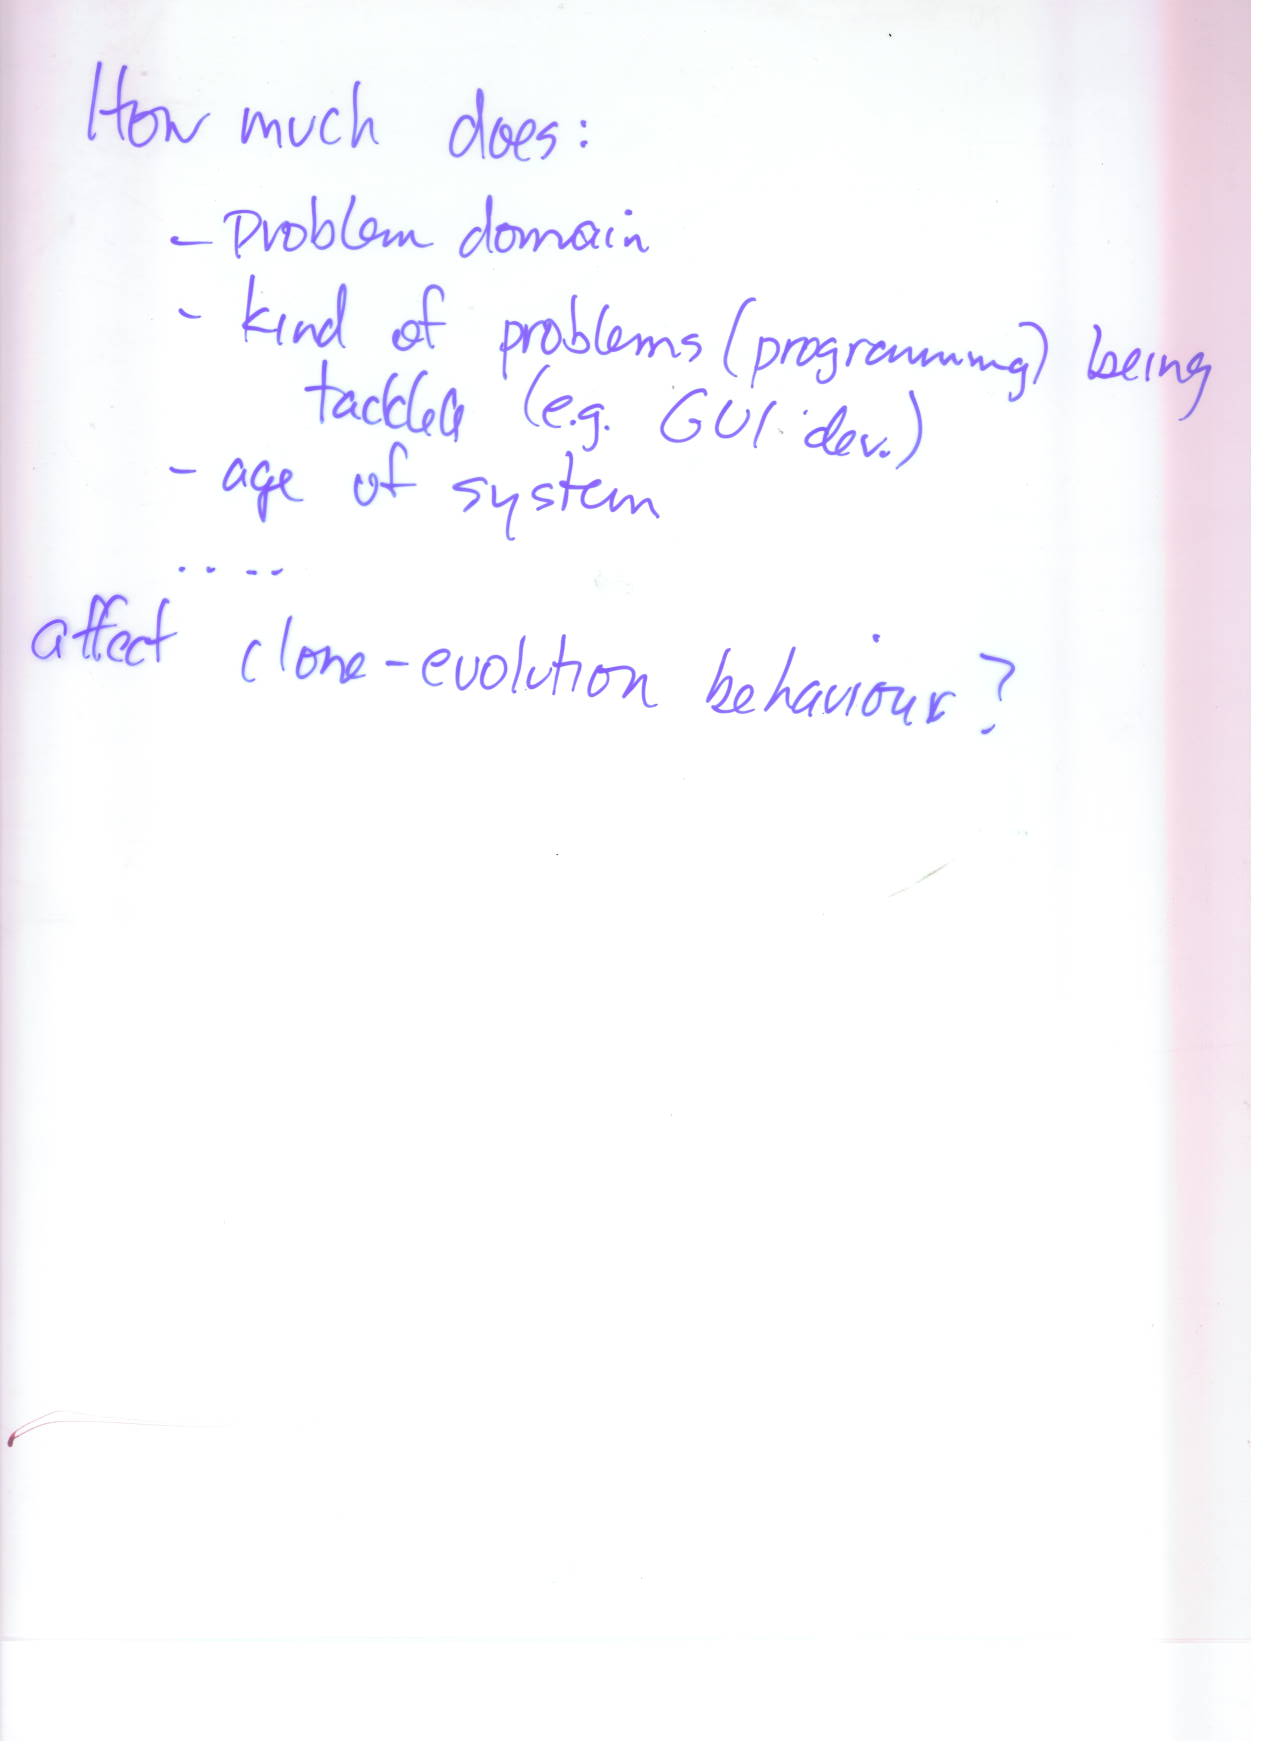 How much does:
- Problem domain
- kind of problems (programming) being
tackled (e.g. GUI dev.)
- age of system
....
affect clone-evolution behaviour?